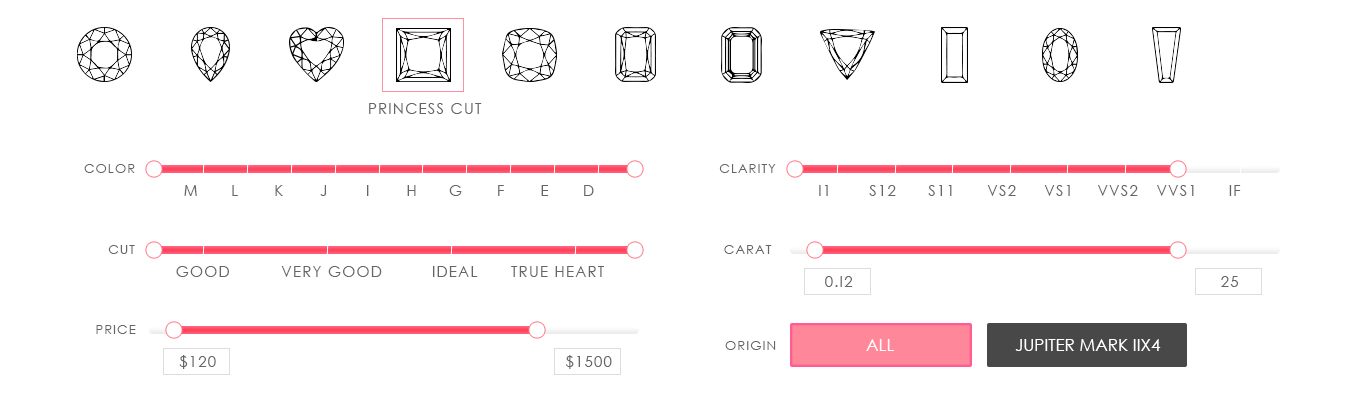 PRINCESS CUT
COLOR
M L K J I H G F E D
CLARITY
I1 S12 S11 VS2 VS1 VVS2 VVS1 IF
CUT
GOOD VERY GOOD IDEAL TRUE HEART
CARAT
0.I2 25
PRICE
$120 $1500
ORIGIN
ALL JUPITER MARK IIX4